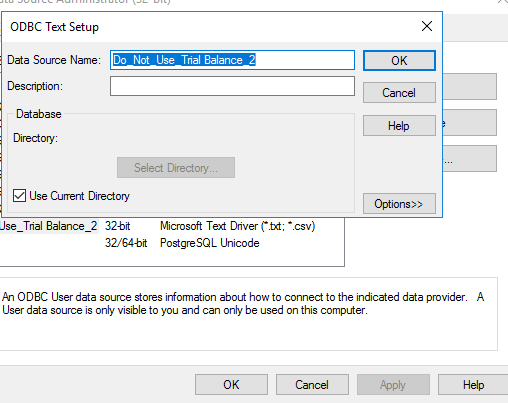 Data Source Administrator (32-bit)
ODBC Text Setup
Data Source Name:
Do_Not_Use_Trial Balance_2
OK
Description:
Cancel
Database
Help
Directory:
Select Directory...
...
Use Current Directory
Options>>
Use_Trial Balance_2 32-bit Microsoft Text Driver (*.txt; *.csv)
32/64-bit PostgreSQL Unicode
An ODBC User data source stores information about how to connect to the indicated data provider. A
User data source is only visible to you and can only be used on this computer.
OK Cancel Apply Help